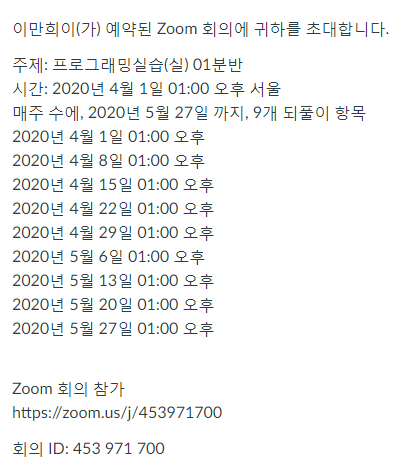 이만희이(가) 예약된 Zoom 회의에 귀하를 초대합니다.
주제: 프로그래밍실습(실) 01분반
시간: 2020년 4월 1일 01:00 오후 서울
매주 수에, 2020년 5월 27일 까지, 9개 되풀이 항목
2020년 4월 1일 01:00 오후
2020년 4월 8일 01:00 오후
2020년 4월 15일 01:00 오후
2020년 4월 22일 01:00 오후
2020년 4월 29일 01:00 오후
2020년 5월 6일 01:00 오후
2020년 5월 13일 01:00 오후
2020년 5월 20일 01:00 오후
2020년 5월 27일 01:00 오후
Zoom 회의 참가
https://zoom.us/j/453971700
회의 ID: 453 971 700